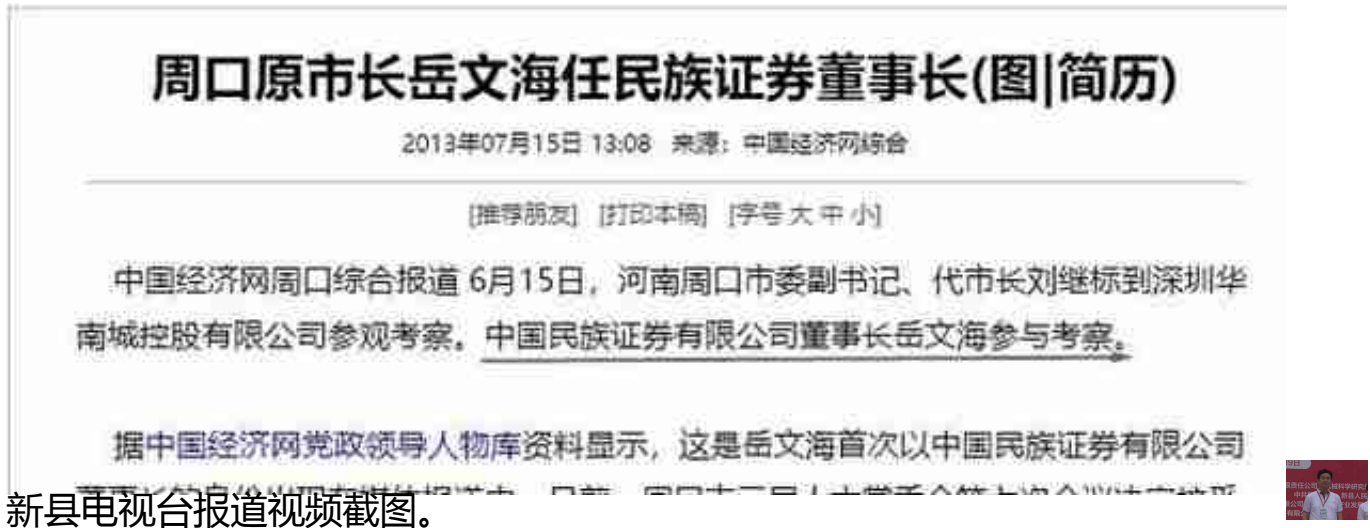 周口原市长岳文海任民族证券董事长(图|简历)
2013年07月15日 13:08 来源：中国经济网综合
[推荐朋友] [打印本稿] [字号 大 中 小]
中国经济网周口综合报道 6月15日，河南周口市委副书记、代市长刘继标到深圳华
南城控股有限公司参观考察。中国民族证券有限公司董事长岳文海参与考察。
据中国经济网党政领导人物库资料显示，这是岳文海首次以中国民族证券有限公司
新县电视台报道视频截图。